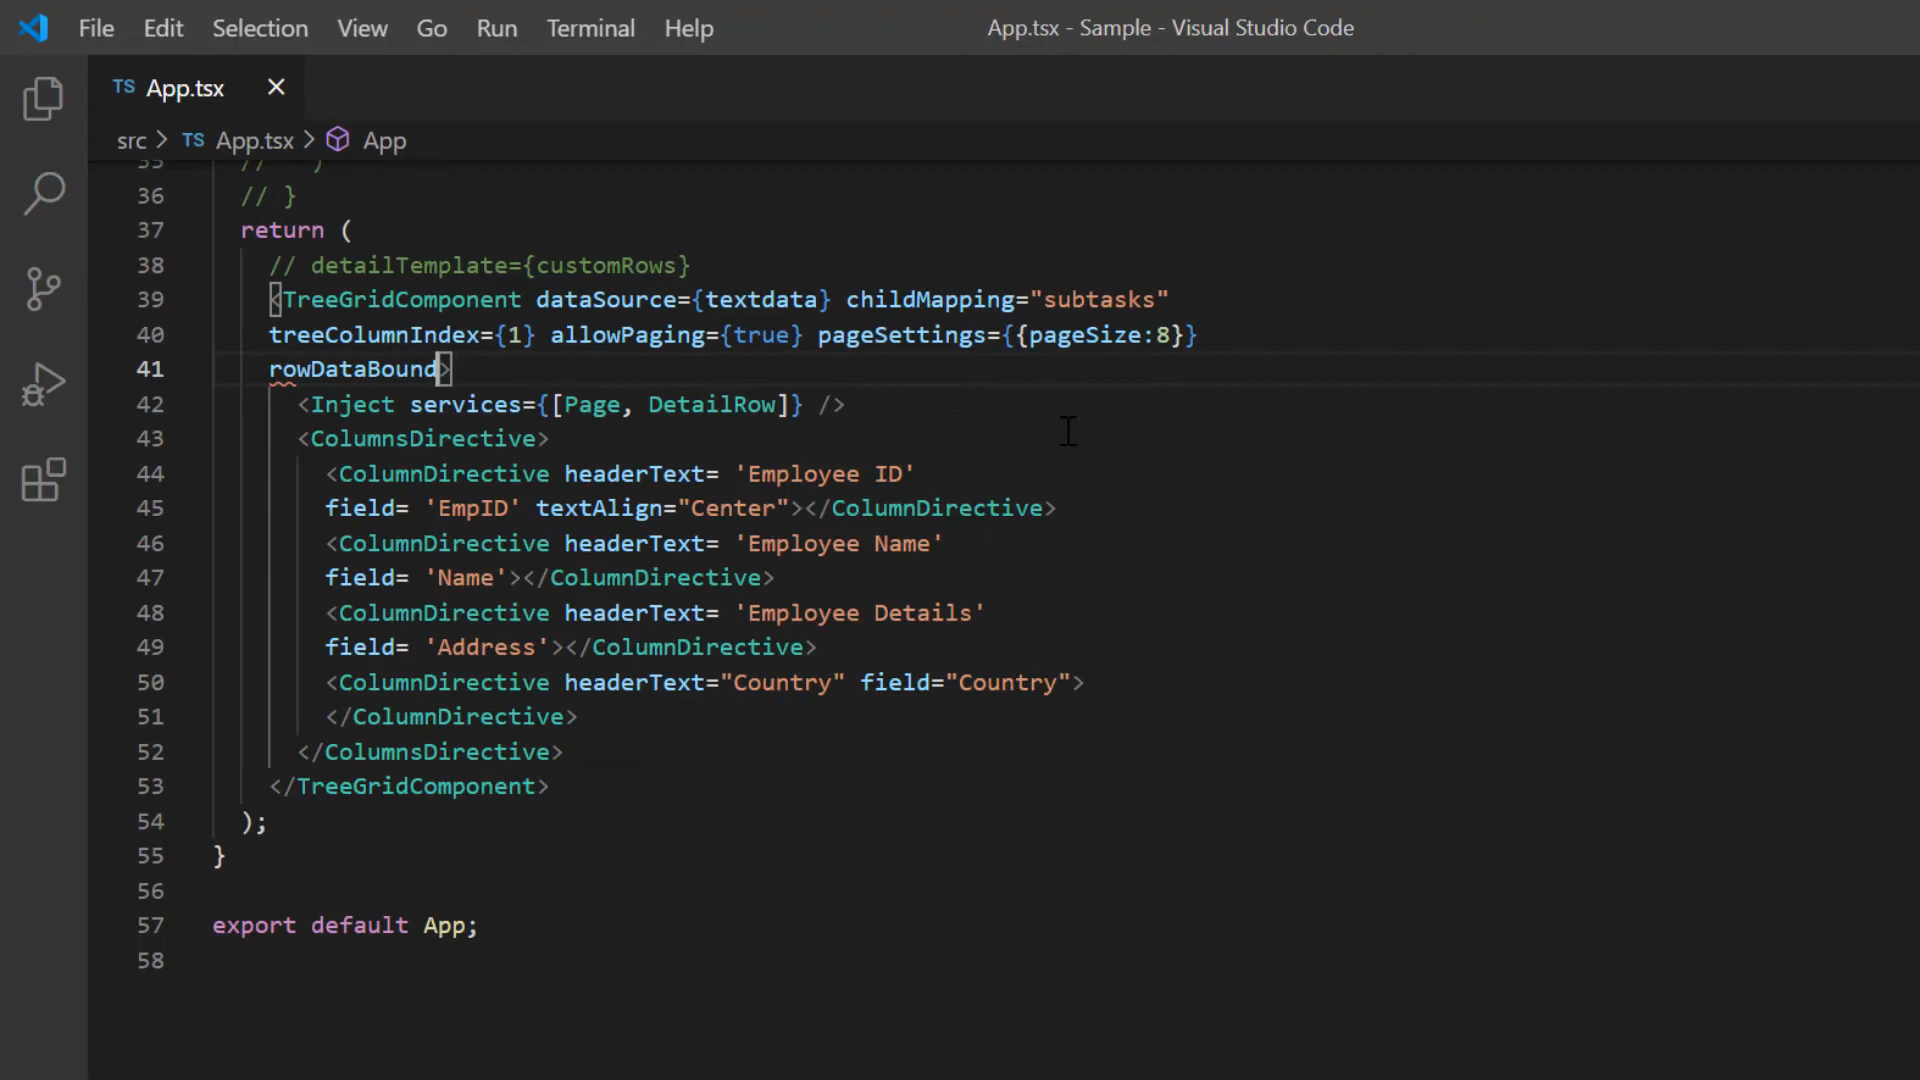 File Edit Selection View Go Run Terminal Help App.tsx - Sample - Visual Studio Code
TS App.tsx ×
src > TS App.tsx > App
35 // )
36 // }
37 return (
38 // detailTemplate={customRows}
39 <TreeGridComponent dataSource={textdata} childMapping="subtasks"
40 treeColumnIndex={1} allowPaging={true} pageSettings={{pageSize:8}}
41 rowDataBound>
42 <Inject services={[Page, DetailRow]} />
43 <ColumnsDirective>
44 <ColumnDirective headerText= 'Employee ID'
45 field= 'EmpID' textAlign="Center"></ColumnDirective>
46 <ColumnDirective headerText= 'Employee Name'
47 field= 'Name'></ColumnDirective>
48 <ColumnDirective headerText= 'Employee Details'
49 field= 'Address'></ColumnDirective>
50 <ColumnDirective headerText="Country" field="Country">
51 </ColumnDirective>
52 </ColumnsDirective>
53 </TreeGridComponent>
54 );
55 }
56
57 export default App;
58